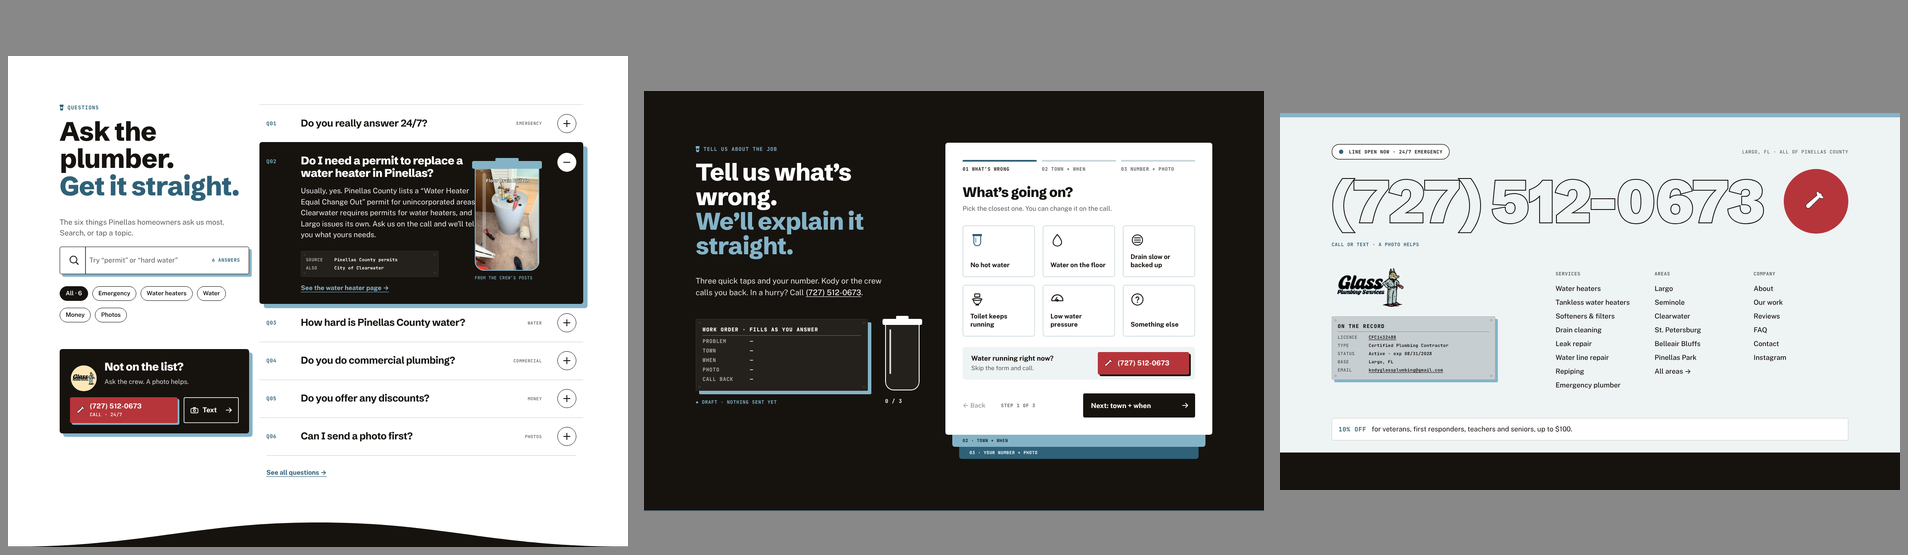 QUESTIONS
Ask the
plumber.
Get it straight.
The six things Pinellas homeowners ask us most.
Search, or tap a topic.
Try “permit” or “hard water”
6 ANSWERS
All · 6
Emergency
Water heaters
Water
Money
Photos
Glass
Not on the list?
Ask the crew. A photo helps.
(727) 512-0673
CALL · 24/7
Text →
Q01
Do you really answer 24/7?
EMERGENCY
Q02
Do I need a permit to replace a
water heater in Pinellas?
Usually, yes. Pinellas County lists a “Water Heater
Equal Change Out” permit for unincorporated areas
Clearwater requires permits for water heaters, and
Largo issues its own. Ask us on the call and we’ll tell
you what yours needs.
SOURCE Pinellas County permits
ALSO City of Clearwater
See the water heater page →
FROM THE CREW’S POSTS
Q03
How hard is Pinellas County water?
WATER
Q04
Do you do commercial plumbing?
COMMERCIAL
Q05
Do you offer any discounts?
MONEY
Q06
Can I send a photo first?
PHOTOS
See all questions →
TELL US ABOUT THE JOB
Tell us what’s
wrong.
We’ll explain it
straight.
Three quick taps and your number. Kody or the crew
calls you back. In a hurry? Call (727) 512-0673.
WORK ORDER · FILLS AS YOU ANSWER
PROBLEM —
TOWN —
WHEN —
PHOTO —
CALL BACK —
DRAFT · NOTHING SENT YET
0 / 3
01 WHAT’S WRONG
02 TOWN + WHEN
03 NUMBER + PHOTO
What’s going on?
Pick the closest one. You can change it on the call.
No hot water
Water on the floor
Drain slow or
backed up
Toilet keeps
running
Low water
pressure
Something else
Water running right now?
Skip the form and call.
(727) 512-0673
← Back
STEP 1 OF 3
Next: town + when →
02 · TOWN + WHEN
03 · YOUR NUMBER + PHOTO
LINE OPEN NOW · 24/7 EMERGENCY
LARGO, FL · ALL OF PINELLAS COUNTY
(727) 512-0673
CALL OR TEXT · A PHOTO HELPS
Glass
Plumbing Services
ON THE RECORD
LICENCE CFC1432488
TYPE Certified Plumbing Contractor
STATUS Active · exp 08/31/2028
BASE Largo, FL
EMAIL kodyglassplumbing@gmail.com
SERVICES
Water heaters
Tankless water heaters
Softeners & filters
Drain cleaning
Leak repair
Water line repair
Repiping
Emergency plumber
AREAS
Largo
Seminole
Clearwater
St. Petersburg
Belleair Bluffs
Pinellas Park
All areas →
COMPANY
About
Our work
Reviews
FAQ
Contact
Instagram
10% OFF for veterans, first responders, teachers and seniors, up to $100.